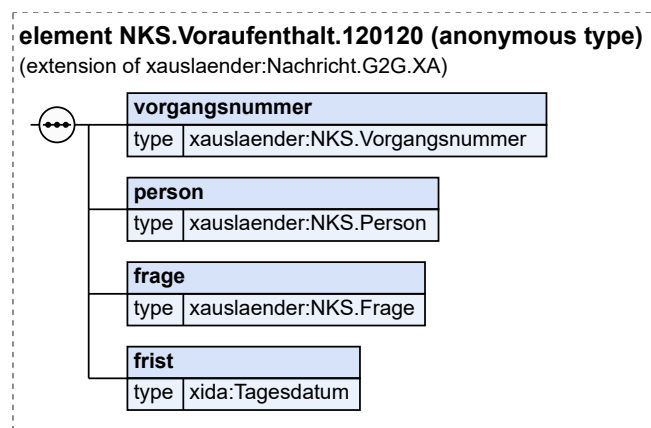 element NKS.Voraufenthalt.120120 (anonymous type)
(extension of xauslaender:Nachricht.G2G.XA)
vorgangsnummer
type xauslaender:NKS.Vorgangsnummer
person
type xauslaender:NKS.Person
frage
type xauslaender:NKS.Frage
frist
type xida:Tagesdatum